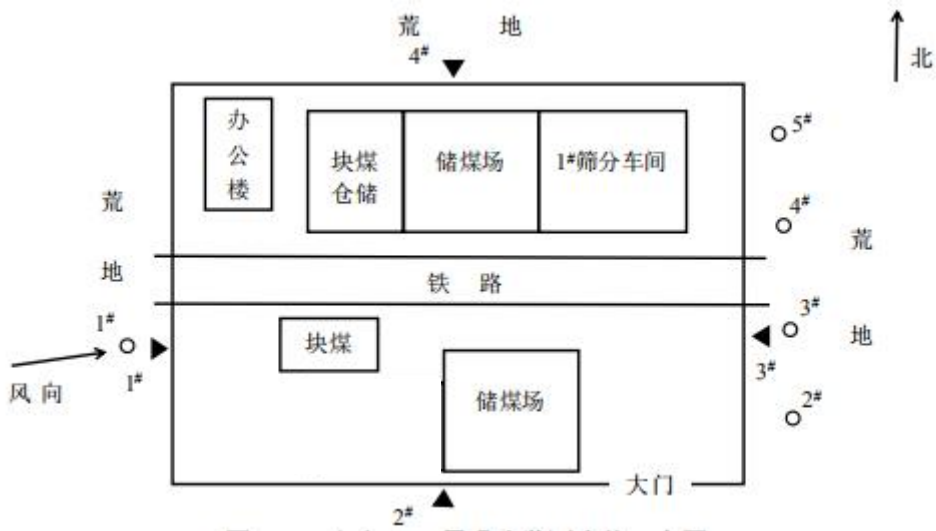 荒 地
4#
北
办公楼
块煤仓储
储煤场
1#筛分车间
5#
4#
荒
地
荒
地
铁 路
1#
1#
风向
块煤
储煤场
3#
3#
2#
大门
2#